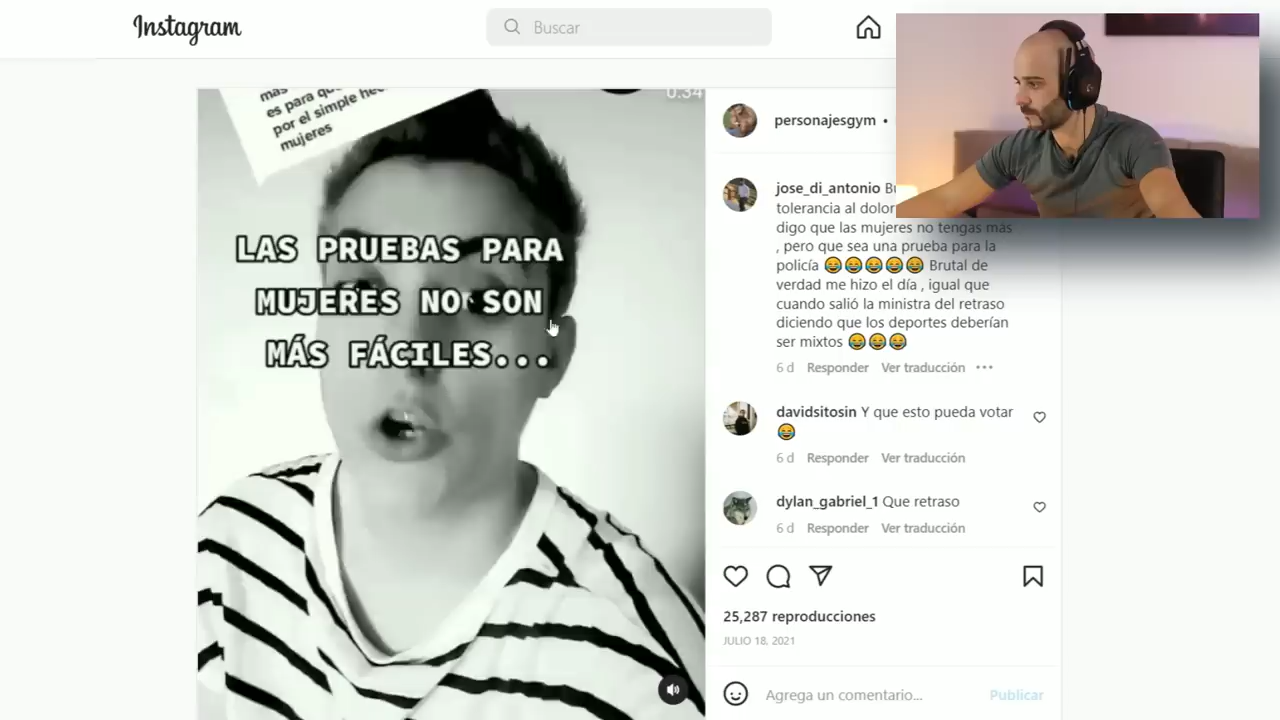 Instagram
Buscar
0:34
más
es para qu
por el simple hec
mujeres
LAS PRUEBAS PARA
MUJERES NO SON
MÁS FÁCILES...
personajesgym •
jose_di_antonio
tolerancia al dolor
digo que las mujeres no tengas más
, pero que sea una prueba para la
policía 😂😂😂😂😂 Brutal de
verdad me hizo el día , igual que
cuando salió la ministra del retraso
diciendo que los deportes deberían
ser mixtos 😂😂😂
6 d Responder Ver traducción ...
davidsitosin Y que esto pueda votar
😂
6 d Responder Ver traducción
dylan_gabriel_1 Que retraso
6 d Responder Ver traducción
25,287 reproducciones
JULIO 18, 2021
Agrega un comentario... Publicar